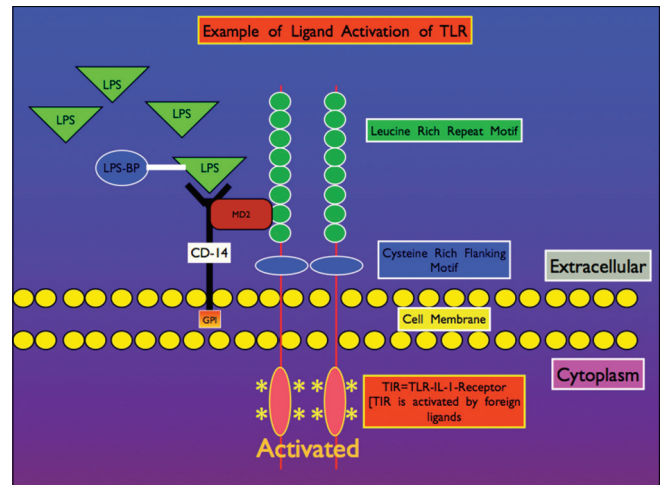 Example of Ligand Activation of TLR
LPS
LPS
LPS
LPS-BP
LPS
MD2
CD-14
GPI
Leucine Rich Repeat Motif
Cysteine Rich Flanking
Motif
Extracellular
Cell Membrane
Cytoplasm
TIR=TLR-IL-1-Receptor
[TIR is activated by foreign
ligands
Activated